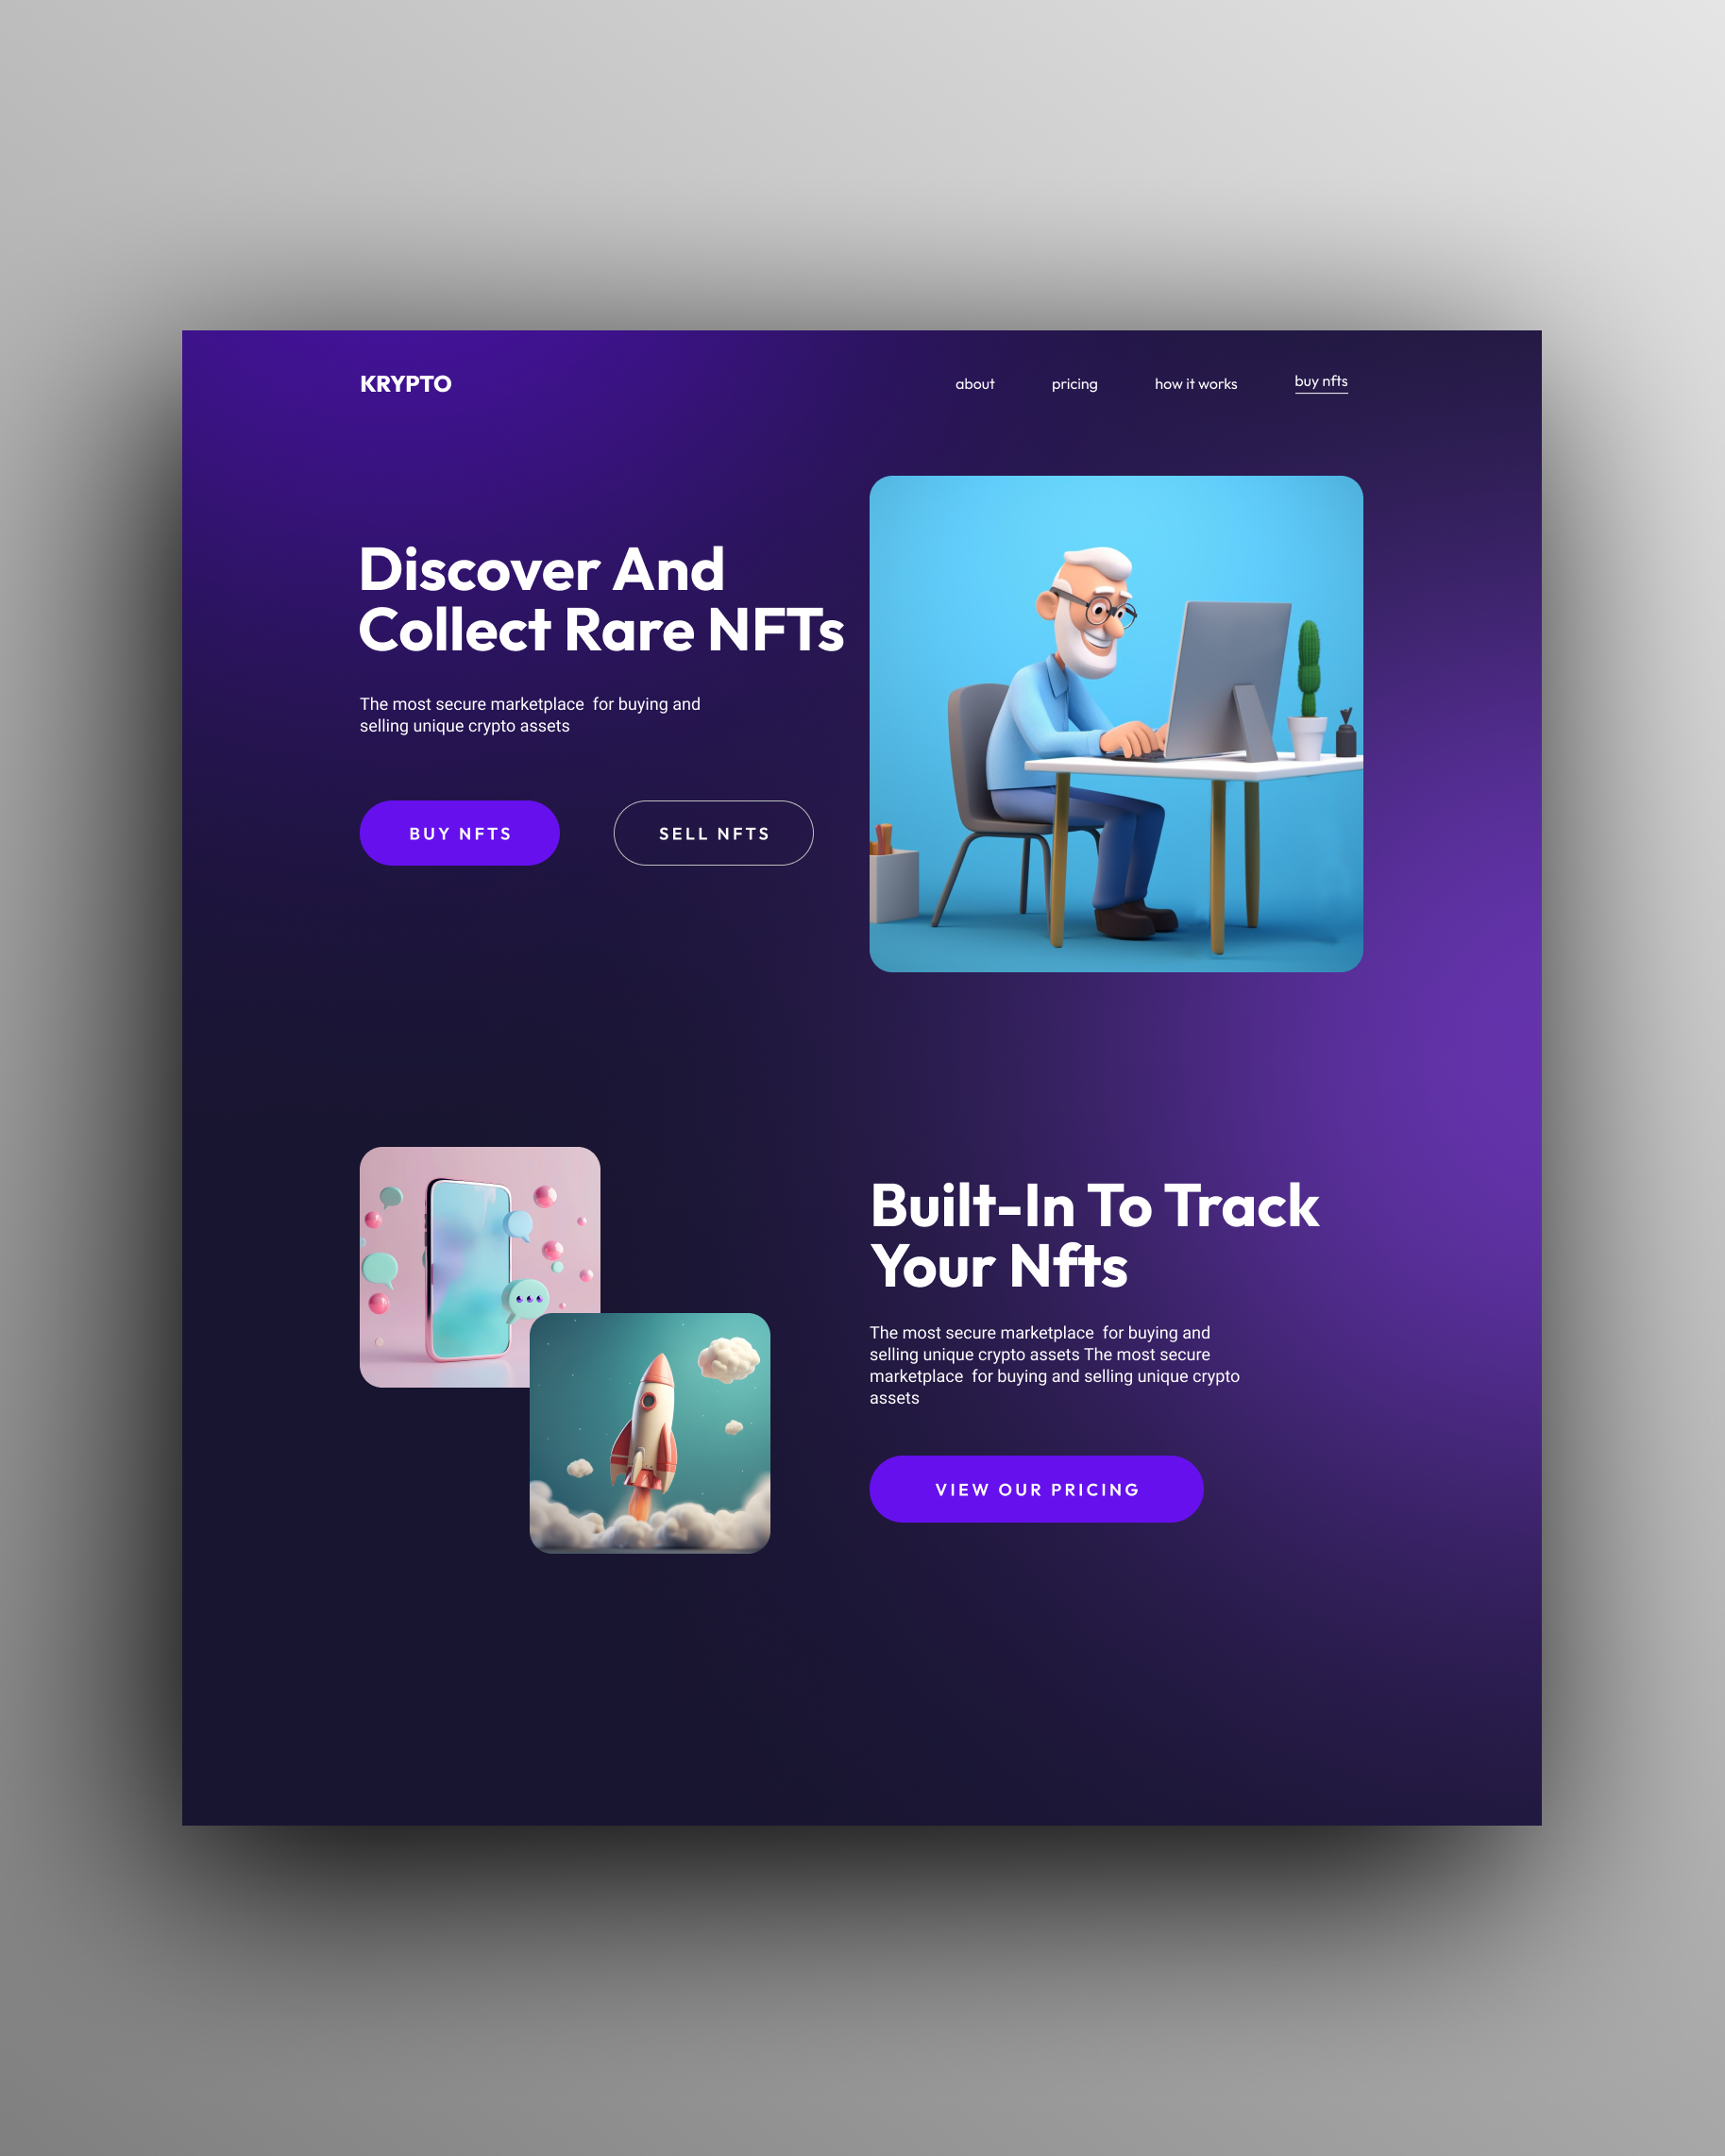 KRYPTO
about pricing how it works buy nfts
Discover And
Collect Rare NFTs
The most secure marketplace  for buying and
selling unique crypto assets
BUY NFTS
SELL NFTS
Built-In To Track
Your Nfts
The most secure marketplace  for buying and
selling unique crypto assets The most secure
marketplace  for buying and selling unique crypto
assets
VIEW OUR PRICING